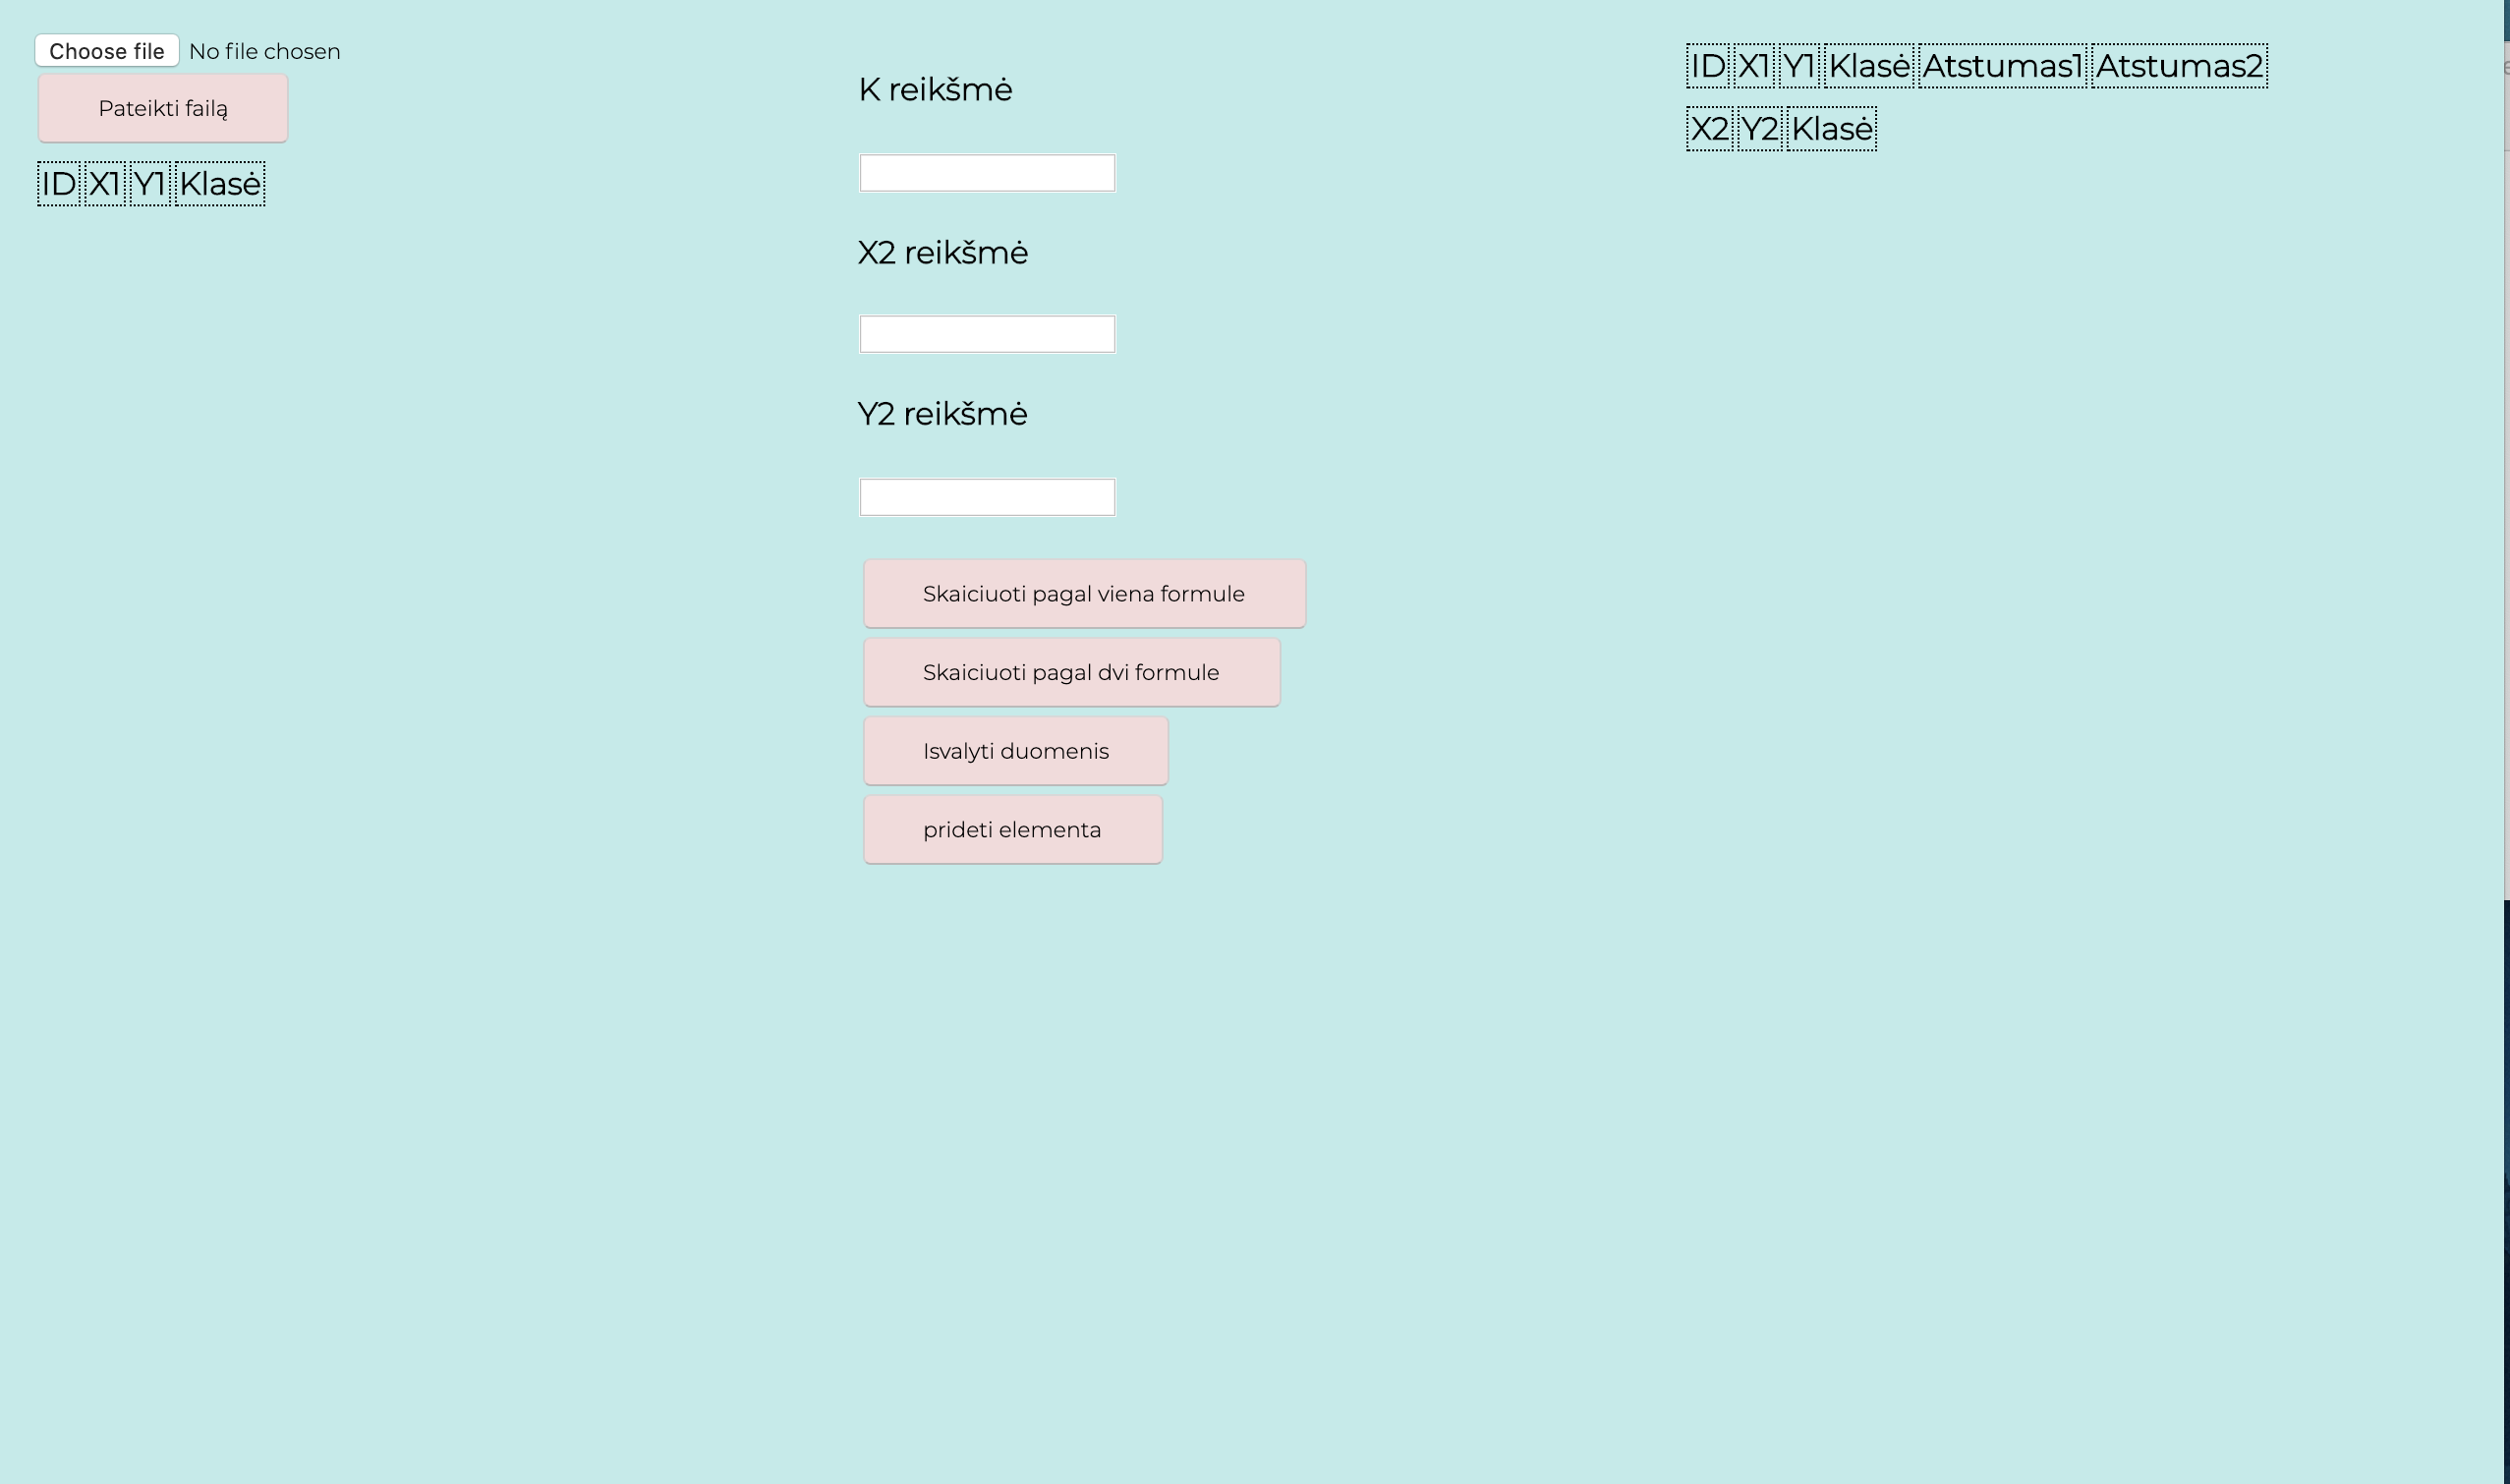 Choose file No file chosen
Pateikti failą
ID X1 Y1 Klasė
K reikšmė
X2 reikšmė
Y2 reikšmė
Skaiciuoti pagal viena formule
Skaiciuoti pagal dvi formule
Isvalyti duomenis
prideti elementa
ID X1 Y1 Klasė Atstumas1 Atstumas2
X2 Y2 Klasė